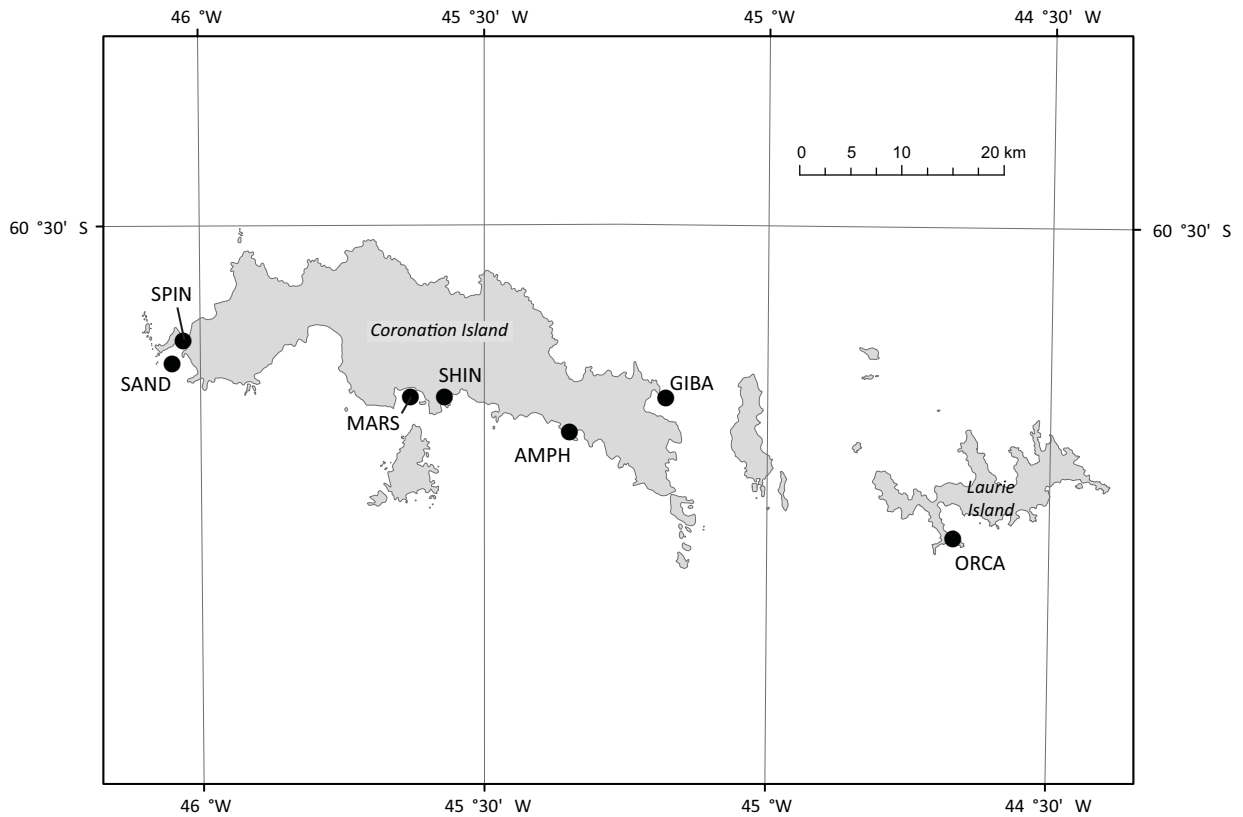 46 °W
45 °30' W
45 °W
44 °30' W
0 5 10 20 km
60 °30' S
60 °30' S
SPIN
Coronation Island
SAND
SHIN
GIBA
MARS
AMPH
Laurie
Island
ORCA
46 °W
45 °30' W
45 °W
44 °30' W